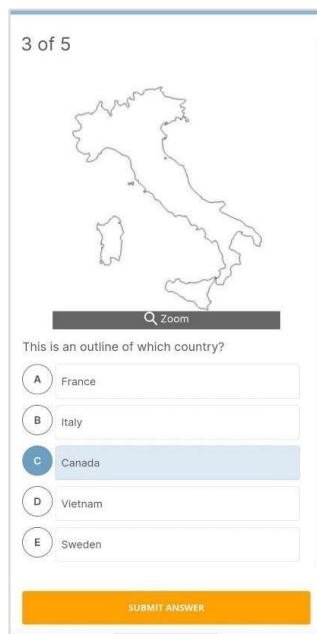 3 of 5
Zoom
This is an outline of which country?
A France
B Italy
C Canada
D Vietnam
E Sweden
SUBMIT ANSWER